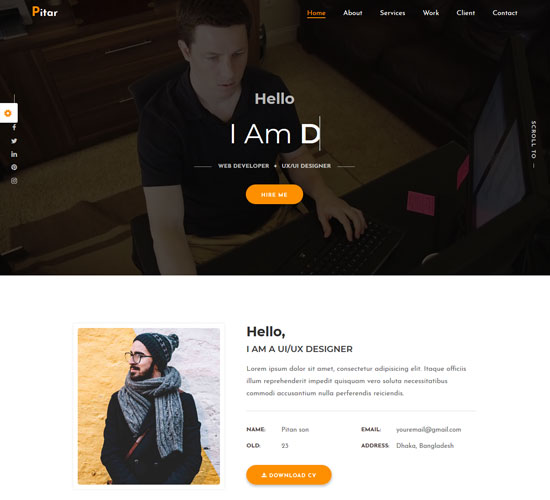 Pitar
Home About Services Work Client Contact
Hello
I Am D
WEB DEVELOPER UX/UI DESIGNER
HIRE ME
SCROLL TO
Hello,
I AM A UI/UX DESIGNER
Lorem ipsum dolor sit amet, consectetur adipisicing elit. Itaque officiis
illum reprehenderit impedit quisquam vero soluta necessitatibus
commodi accusantium nulla perferendis reiciendis.
NAME: Pitan son EMAIL: youremail@gmail.com
OLD: 23 ADDRESS: Dhaka, Bangladesh
DOWNLOAD CV